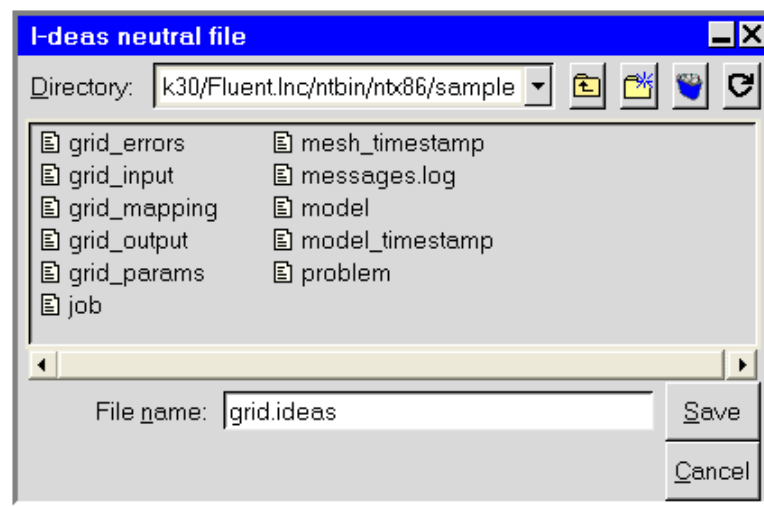 I-deas neutral file
Directory: k30/Fluent.Inc/ntbin/ntx86/sample
grid_errors mesh_timestamp
grid_input messages.log
grid_mapping model
grid_output model_timestamp
grid_params problem
job
File name: grid.ideas Save
Cancel